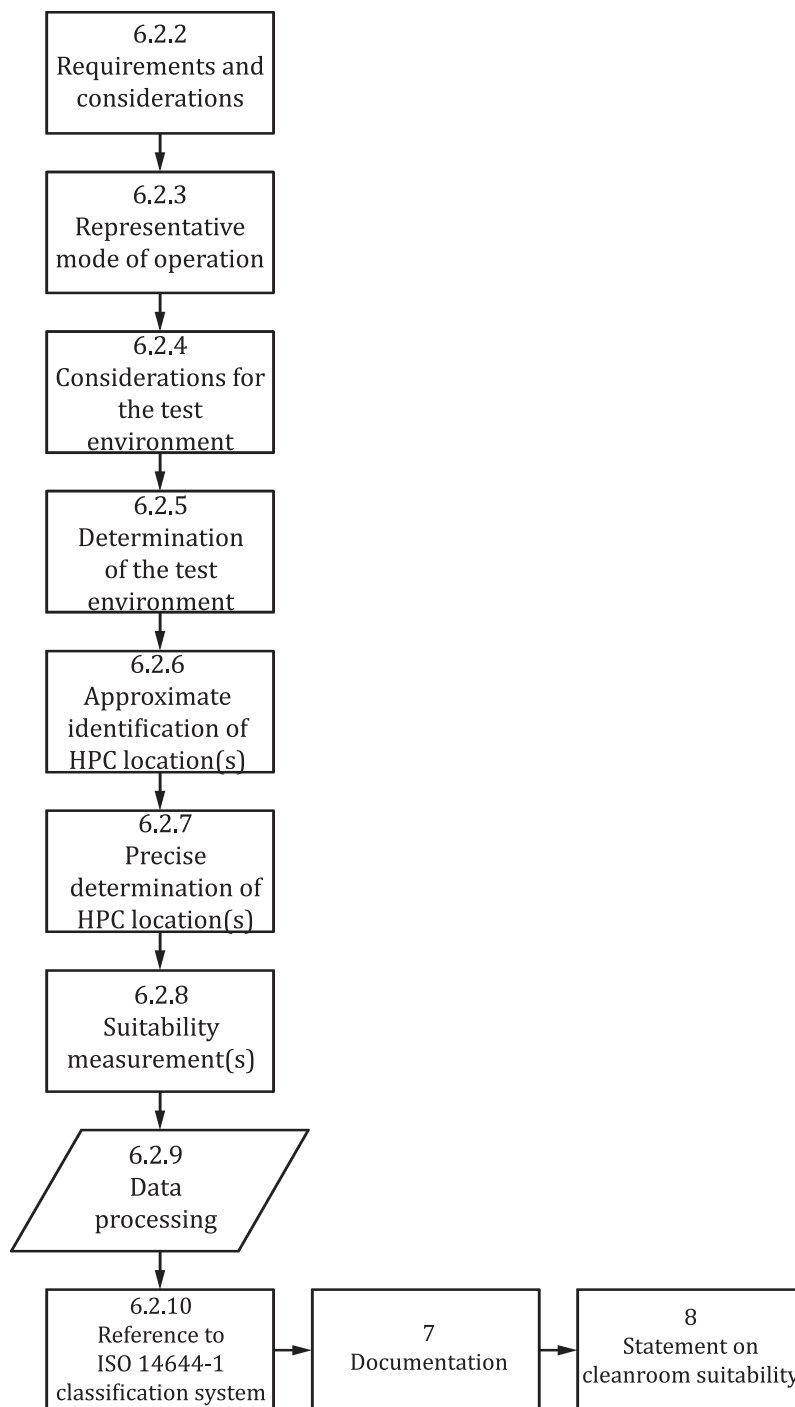 6.2.2
Requirements and
considerations
6.2.3
Representative
mode of operation
6.2.4
Considerations for
the test
environment
6.2.5
Determination
of the test
environment
6.2.6
Approximate
identification of
HPC location(s)
6.2.7
Precise
determination of
HPC location(s)
6.2.8
Suitability
measurement(s)
6.2.9
Data
processing
6.2.10
Reference to
ISO 14644-1
classification system
7
Documentation
8
Statement on
cleanroom suitability